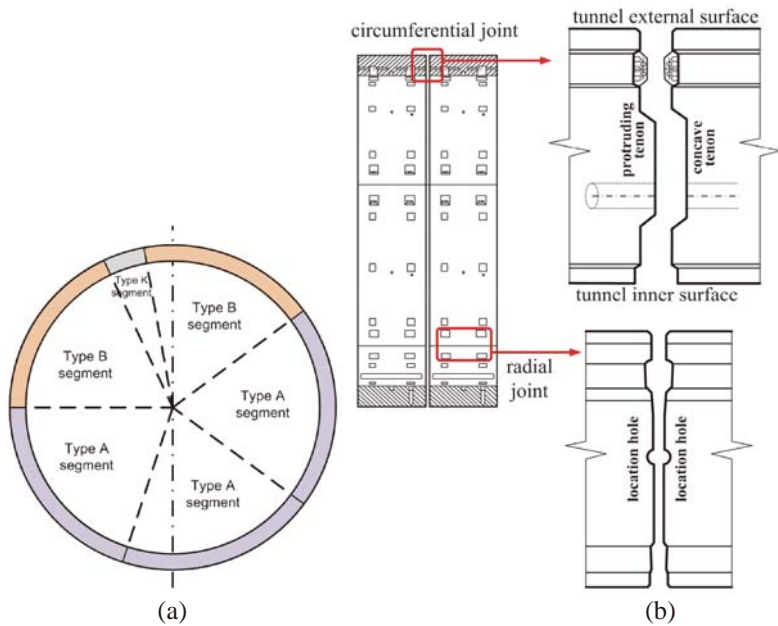 circumferential joint
tunnel external surface
protruding
tenon
concave
tenon
tunnel inner surface
radial
joint
location hole
location hole
Type K
segment
Type B
segment
Type B
segment
Type A
segment
Type A
segment
Type A
segment
(a)
(b)